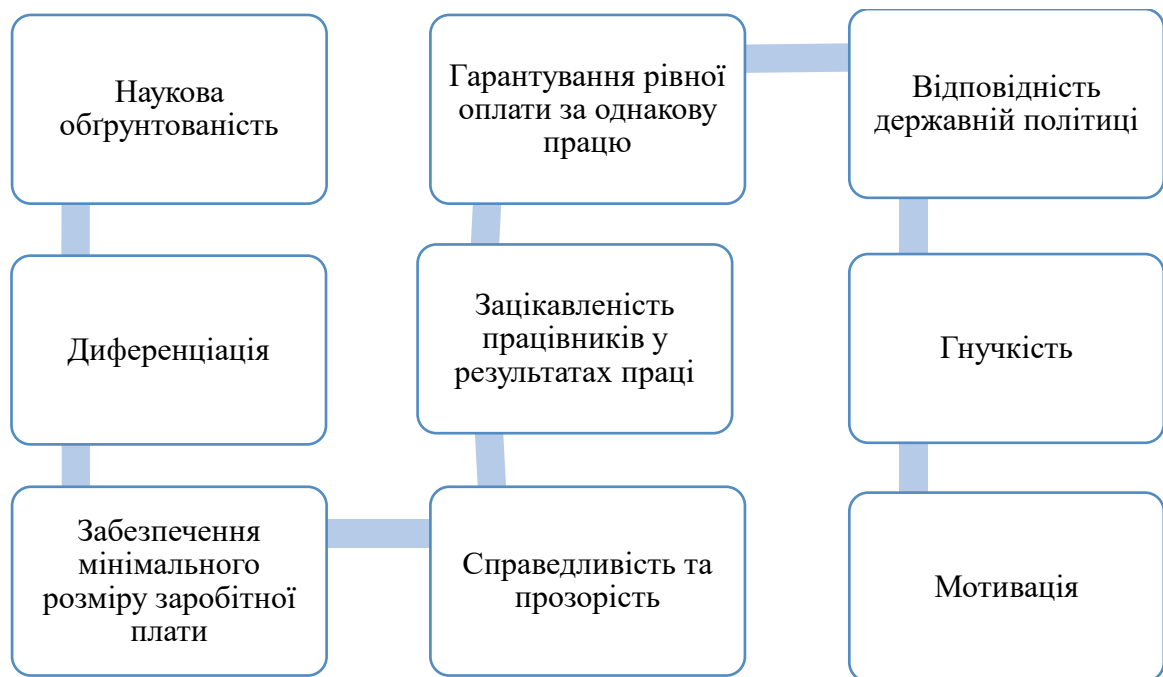 Наукова
обґрунтованість
Диференціація
Забезпечення
мінімального
розміру заробітної
плати
Справедливість та
прозорість
Зацікавленість
працівників у
результатах праці
Гарантування рівної
оплати за однакову
працю
Відповідність
державній політиці
Гнучкість
Мотивація